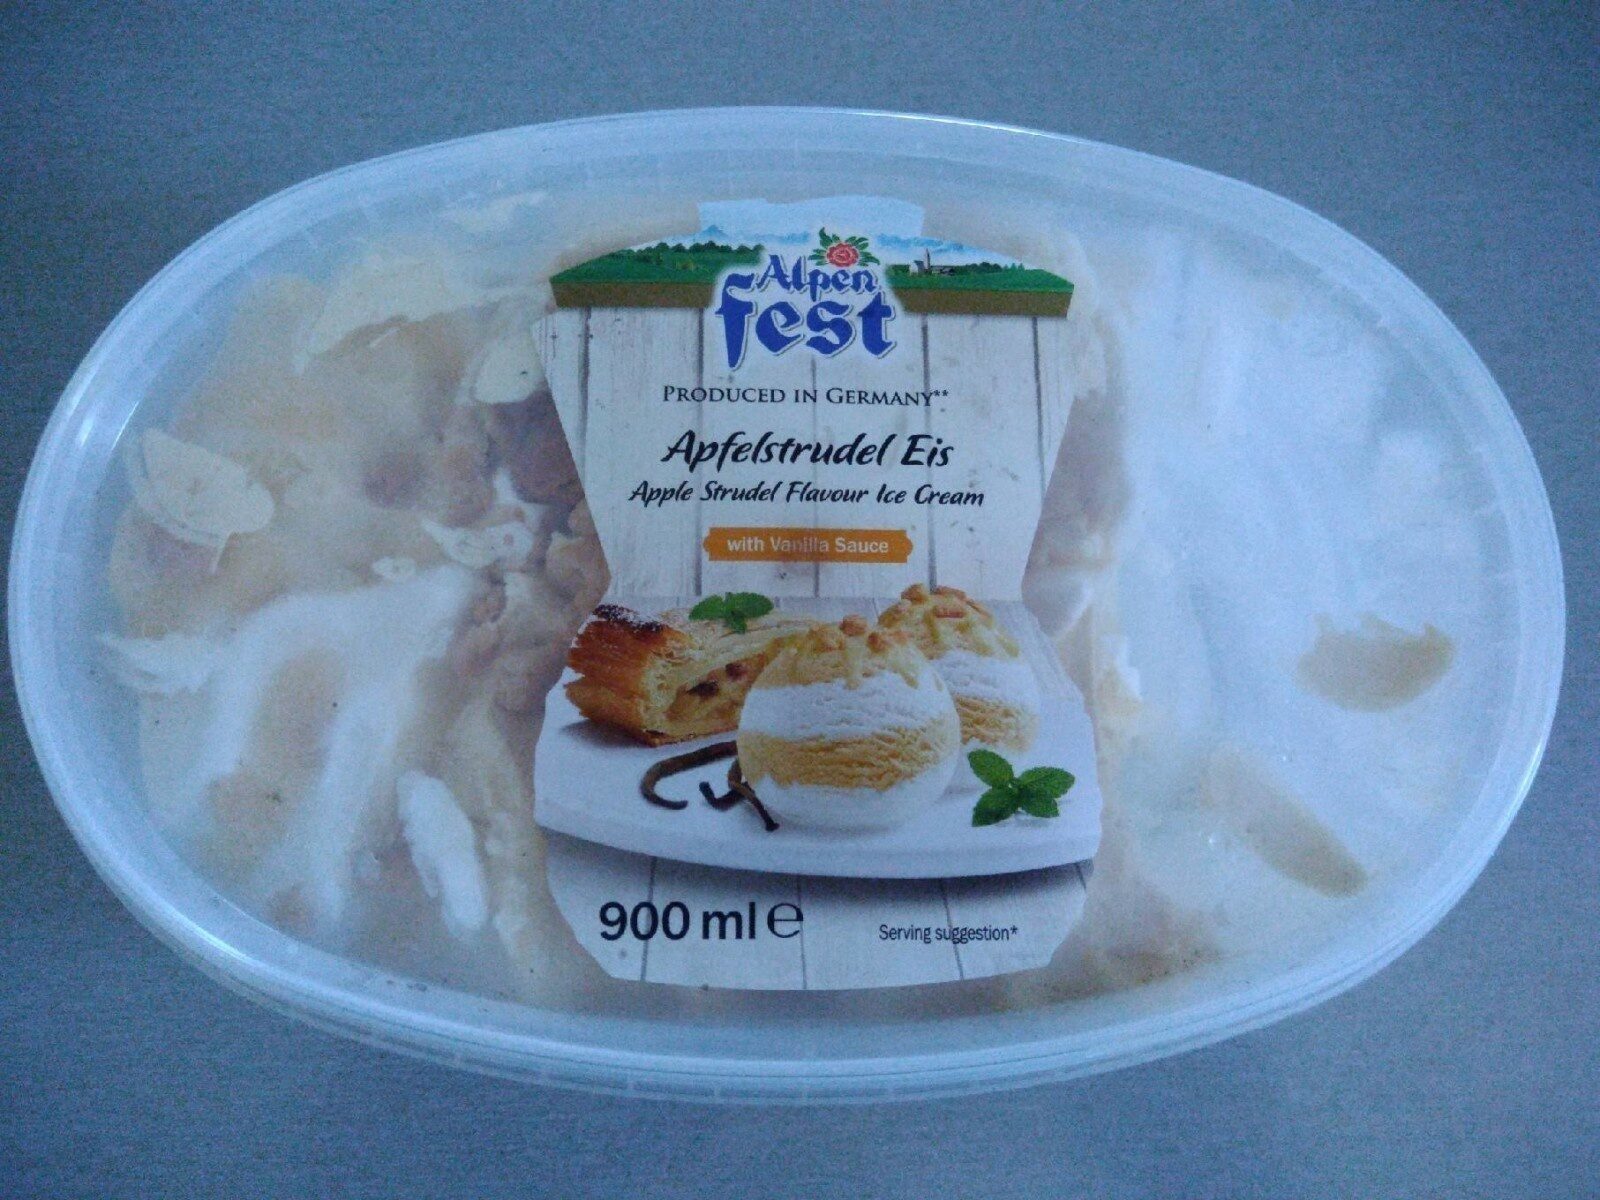 Alpen
fest
PRODUCED IN GERMANY**
Apfelstrudel Eis
Apple Strudel Flavour Ice Cream
with Vanilla Sauce
900 ml ℮
Serving suggestion*